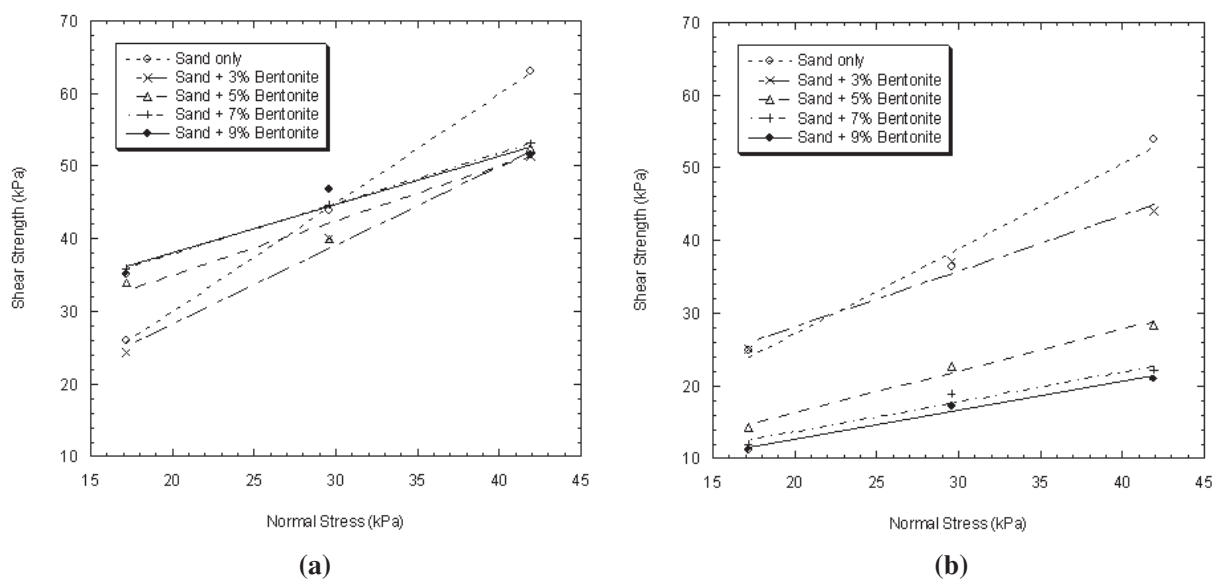 70
60
50
40
30
20
10
Shear Strength (kPa)
Sand only
Sand + 3% Bentonite
Sand + 5% Bentonite
Sand + 7% Bentonite
Sand + 9% Bentonite
15 20 25 30 35 40 45
Normal Stress (kPa)
(a)
70
60
50
40
30
20
10
Shear Strength (kPa)
Sand only
Sand + 3% Bentonite
Sand + 5% Bentonite
Sand + 7% Bentonite
Sand + 9% Bentonite
15 20 25 30 35 40 45
Normal Stress (kPa)
(b)